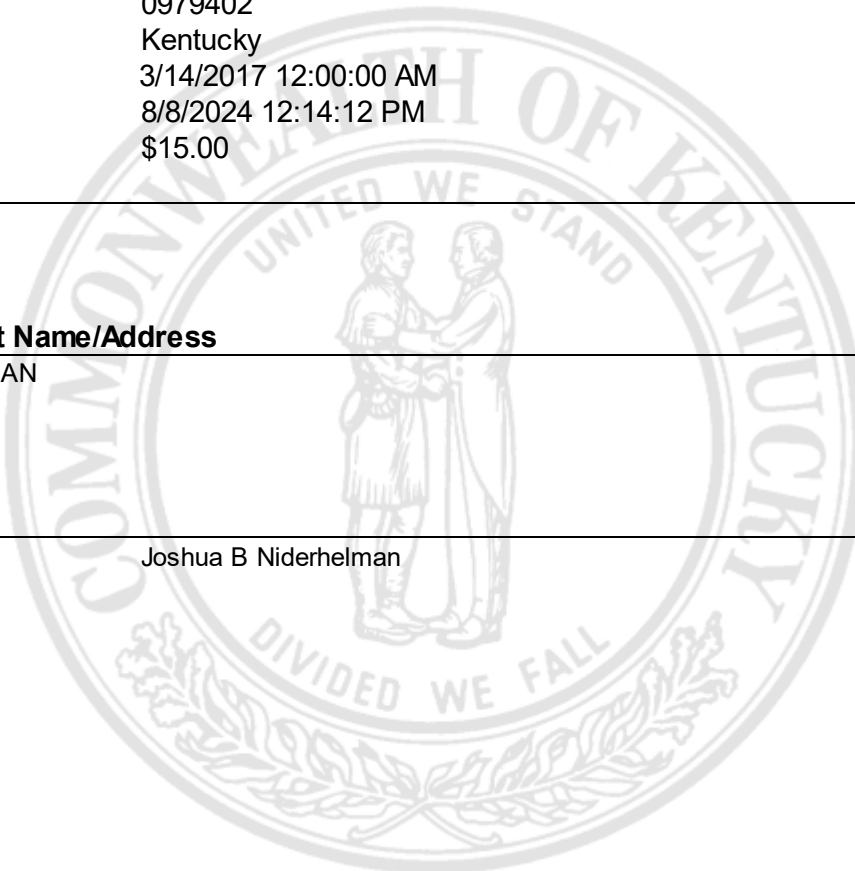 0979402
Kentucky
3/14/2017 12:00:00 AM
8/8/2024 12:14:12 PM
$15.00
COMMONWEALTH OF KENTUCKY
UNITED WE STAND
t Name/Address
AN
Joshua B Niderhelman
DIVIDED WE FALL